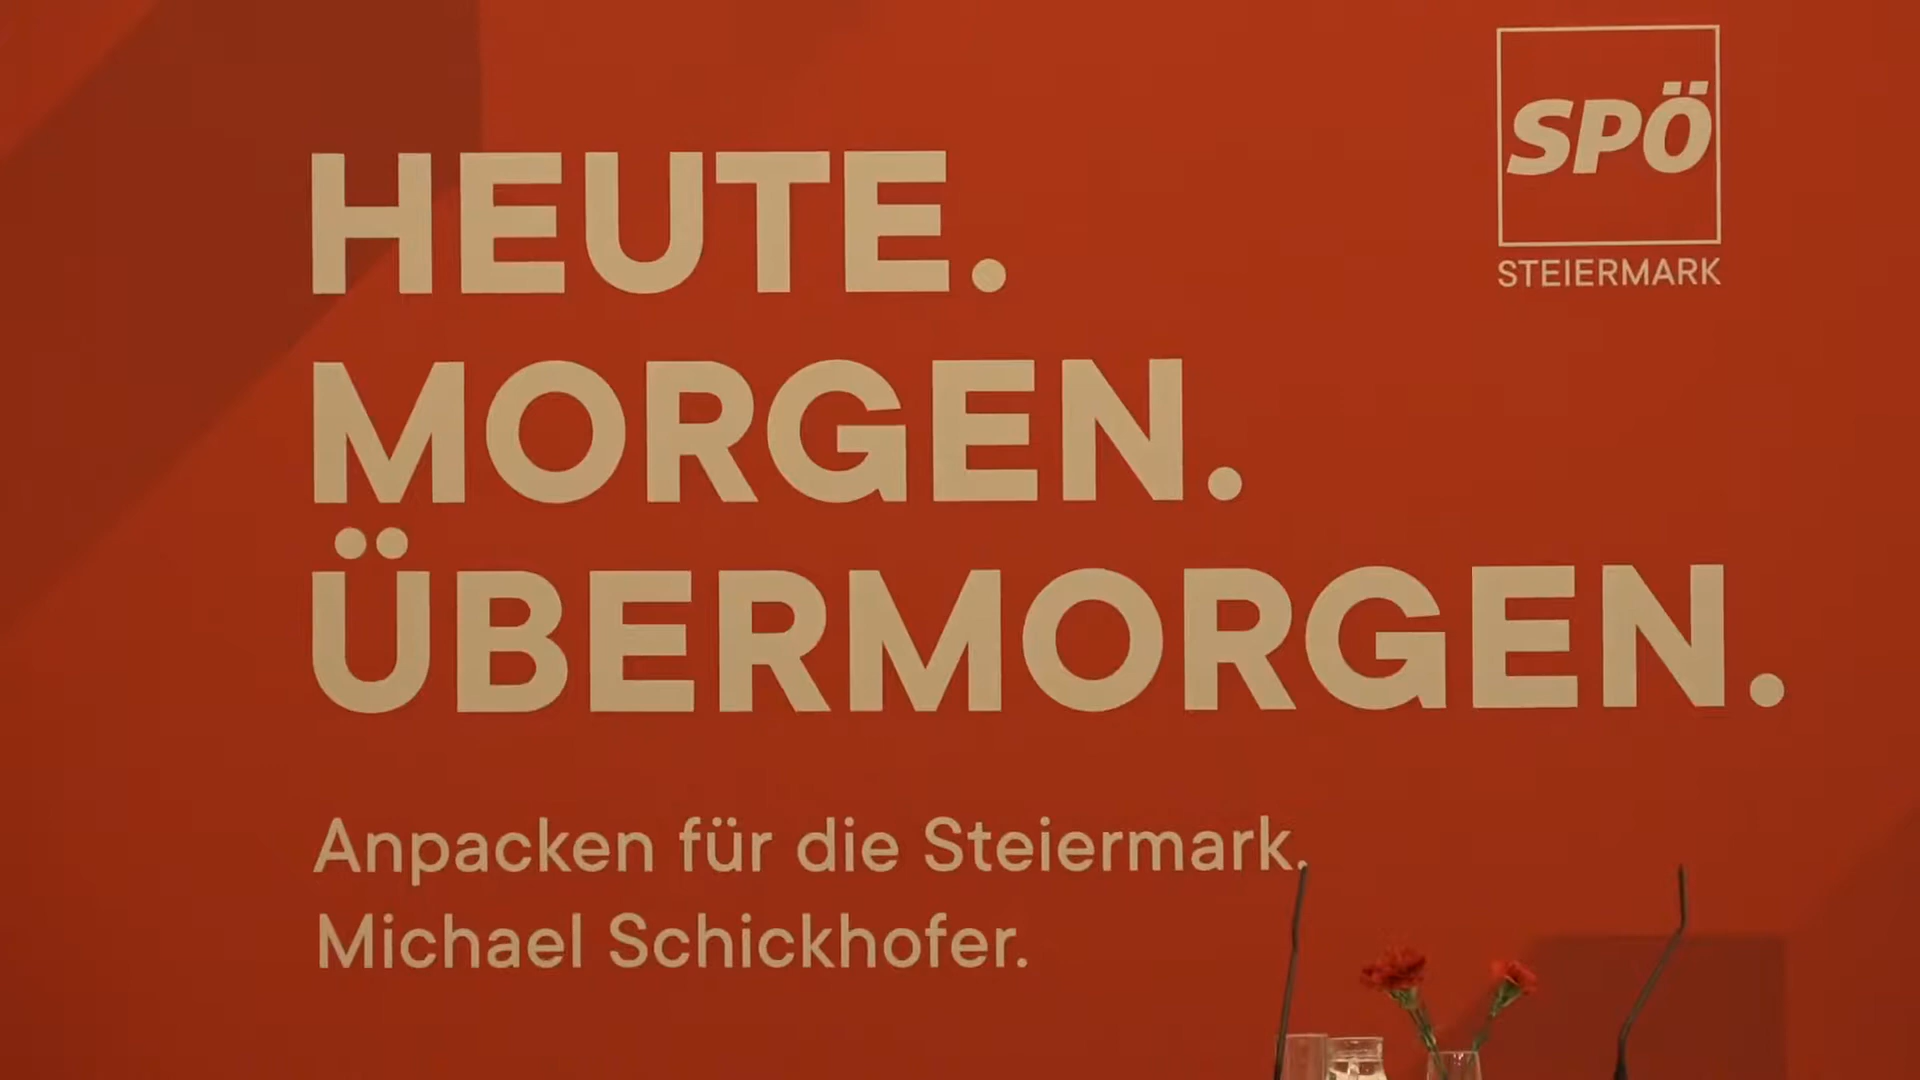 SPÖ
STEIERMARK
HEUTE.
MORGEN.
ÜBERMORGEN.
Anpacken für die Steiermark.
Michael Schickhofer.